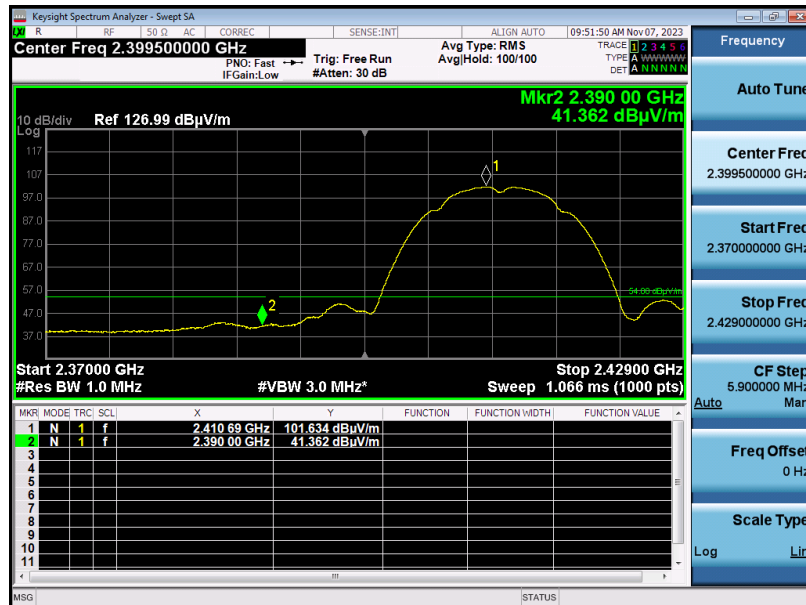 Keysight Spectrum Analyzer - Swept SA
LXI R RF 50 Ω AC CORREC SENSE:INT ALIGN AUTO 09:51:50 AM Nov 07, 2023
Center Freq 2.399500000 GHz
PNO: Fast
IFGain:Low
Trig: Free Run
#Atten: 30 dB
Avg Type: RMS
Avg|Hold: 100/100
TRACE 1 2 3 4 5 6
TYPE A WWWWW
DET A N N N N N
Mkr2 2.390 00 GHz
41.362 dBµV/m
10 dB/div Ref 126.99 dBµV/m
Log
117
107
97.0
87.0
77.0
67.0
57.0
47.0
37.0
1
2
54.00 dBµV/m
Start 2.37000 GHz Stop 2.42900 GHz
#Res BW 1.0 MHz #VBW 3.0 MHz* Sweep 1.066 ms (1000 pts)
MKR MODE TRC SCL X Y FUNCTION FUNCTION WIDTH FUNCTION VALUE
1 N 1 f 2.410 69 GHz 101.634 dBµV/m
2 N 1 f 2.390 00 GHz 41.362 dBµV/m
3
4
5
6
7
8
9
10
11
MSG STATUS
Frequency
Auto Tune
Center Freq
2.399500000 GHz
Start Freq
2.370000000 GHz
Stop Freq
2.429000000 GHz
CF Step
5.900000 MHz
Auto Man
Freq Offset
0 Hz
Scale Type
Log Lin